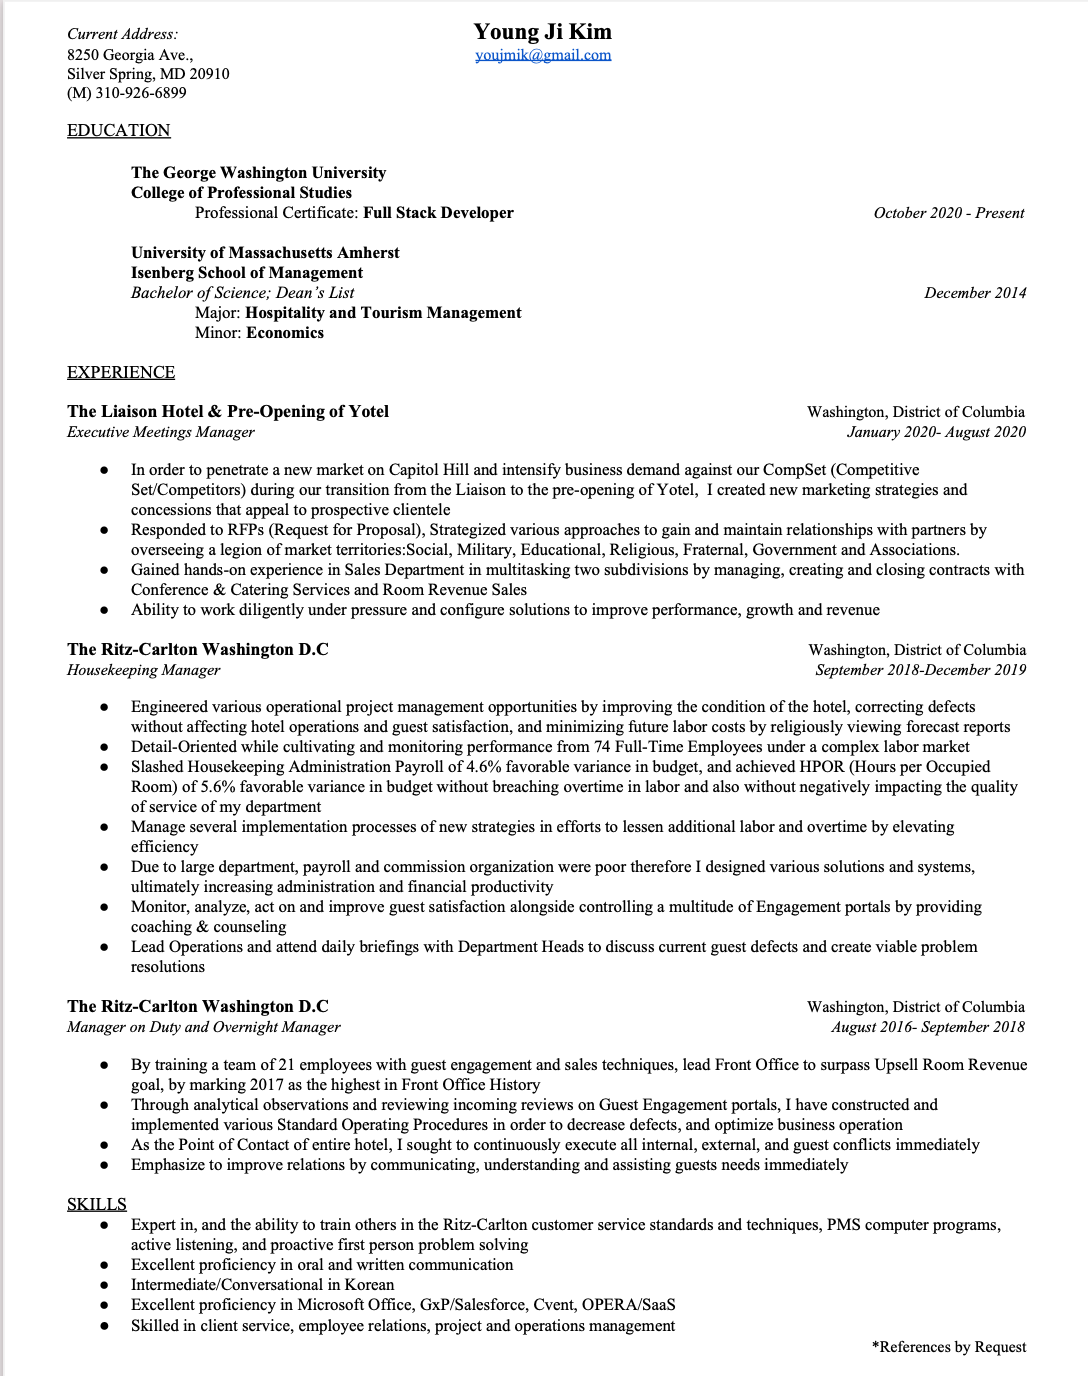 Current Address:
Young Ji Kim
8250 Georgia Ave.,
youjmik@gmail.com
Silver Spring, MD 20910
(M) 310-926-6899
EDUCATION
The George Washington University
College of Professional Studies
Professional Certificate: Full Stack Developer October 2020 - Present
University of Massachusetts Amherst
Isenberg School of Management
Bachelor of Science; Dean's List December 2014
Major: Hospitality and Tourism Management
Minor: Economics
EXPERIENCE
The Liaison Hotel & Pre-Opening of Yotel Washington, District of Columbia
Executive Meetings Manager January 2020- August 2020
● In order to penetrate a new market on Capitol Hill and intensify business demand against our CompSet (Competitive
Set/Competitors) during our transition from the Liaison to the pre-opening of Yotel, I created new marketing strategies and
concessions that appeal to prospective clientele
● Responded to RFPs (Request for Proposal), Strategized various approaches to gain and maintain relationships with partners by
overseeing a legion of market territories:Social, Military, Educational, Religious, Fraternal, Government and Associations.
● Gained hands-on experience in Sales Department in multitasking two subdivisions by managing, creating and closing contracts with
Conference & Catering Services and Room Revenue Sales
● Ability to work diligently under pressure and configure solutions to improve performance, growth and revenue
The Ritz-Carlton Washington D.C Washington, District of Columbia
Housekeeping Manager September 2018-December 2019
● Engineered various operational project management opportunities by improving the condition of the hotel, correcting defects
without affecting hotel operations and guest satisfaction, and minimizing future labor costs by religiously viewing forecast reports
● Detail-Oriented while cultivating and monitoring performance from 74 Full-Time Employees under a complex labor market
● Slashed Housekeeping Administration Payroll of 4.6% favorable variance in budget, and achieved HPOR (Hours per Occupied
Room) of 5.6% favorable variance in budget without breaching overtime in labor and also without negatively impacting the quality
of service of my department
● Manage several implementation processes of new strategies in efforts to lessen additional labor and overtime by elevating
efficiency
● Due to large department, payroll and commission organization were poor therefore I designed various solutions and systems,
ultimately increasing administration and financial productivity
● Monitor, analyze, act on and improve guest satisfaction alongside controlling a multitude of Engagement portals by providing
coaching & counseling
● Lead Operations and attend daily briefings with Department Heads to discuss current guest defects and create viable problem
resolutions
The Ritz-Carlton Washington D.C Washington, District of Columbia
Manager on Duty and Overnight Manager August 2016- September 2018
● By training a team of 21 employees with guest engagement and sales techniques, lead Front Office to surpass Upsell Room Revenue
goal, by marking 2017 as the highest in Front Office History
● Through analytical observations and reviewing incoming reviews on Guest Engagement portals, I have constructed and
implemented various Standard Operating Procedures in order to decrease defects, and optimize business operation
● As the Point of Contact of entire hotel, I sought to continuously execute all internal, external, and guest conflicts immediately
● Emphasize to improve relations by communicating, understanding and assisting guests needs immediately
SKILLS
● Expert in, and the ability to train others in the Ritz-Carlton customer service standards and techniques, PMS computer programs,
active listening, and proactive first person problem solving
● Excellent proficiency in oral and written communication
● Intermediate/Conversational in Korean
● Excellent proficiency in Microsoft Office, GxP/Salesforce, Cvent, OPERA/SaaS
● Skilled in client service, employee relations, project and operations management
*References by Request